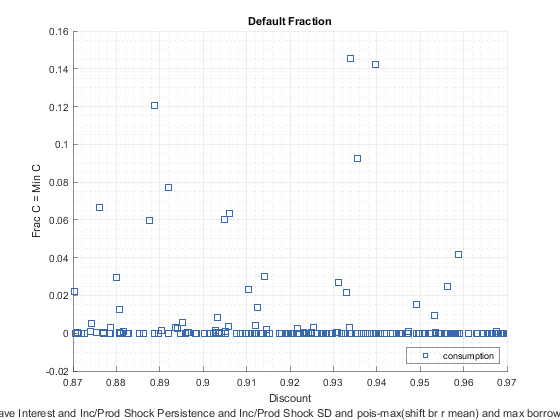 Default Fraction
0.16
0.14
0.12
0.1
0.08
0.06
0.04
0.02
0
-0.02
Frac C = Min C
consumption
0.87 0.88 0.89 0.9 0.91 0.92 0.93 0.94 0.95 0.96 0.97
Discount
ave Interest and Inc/Prod Shock Persistence and Inc/Prod Shock SD and pois-max(shift br r mean) and max borrow